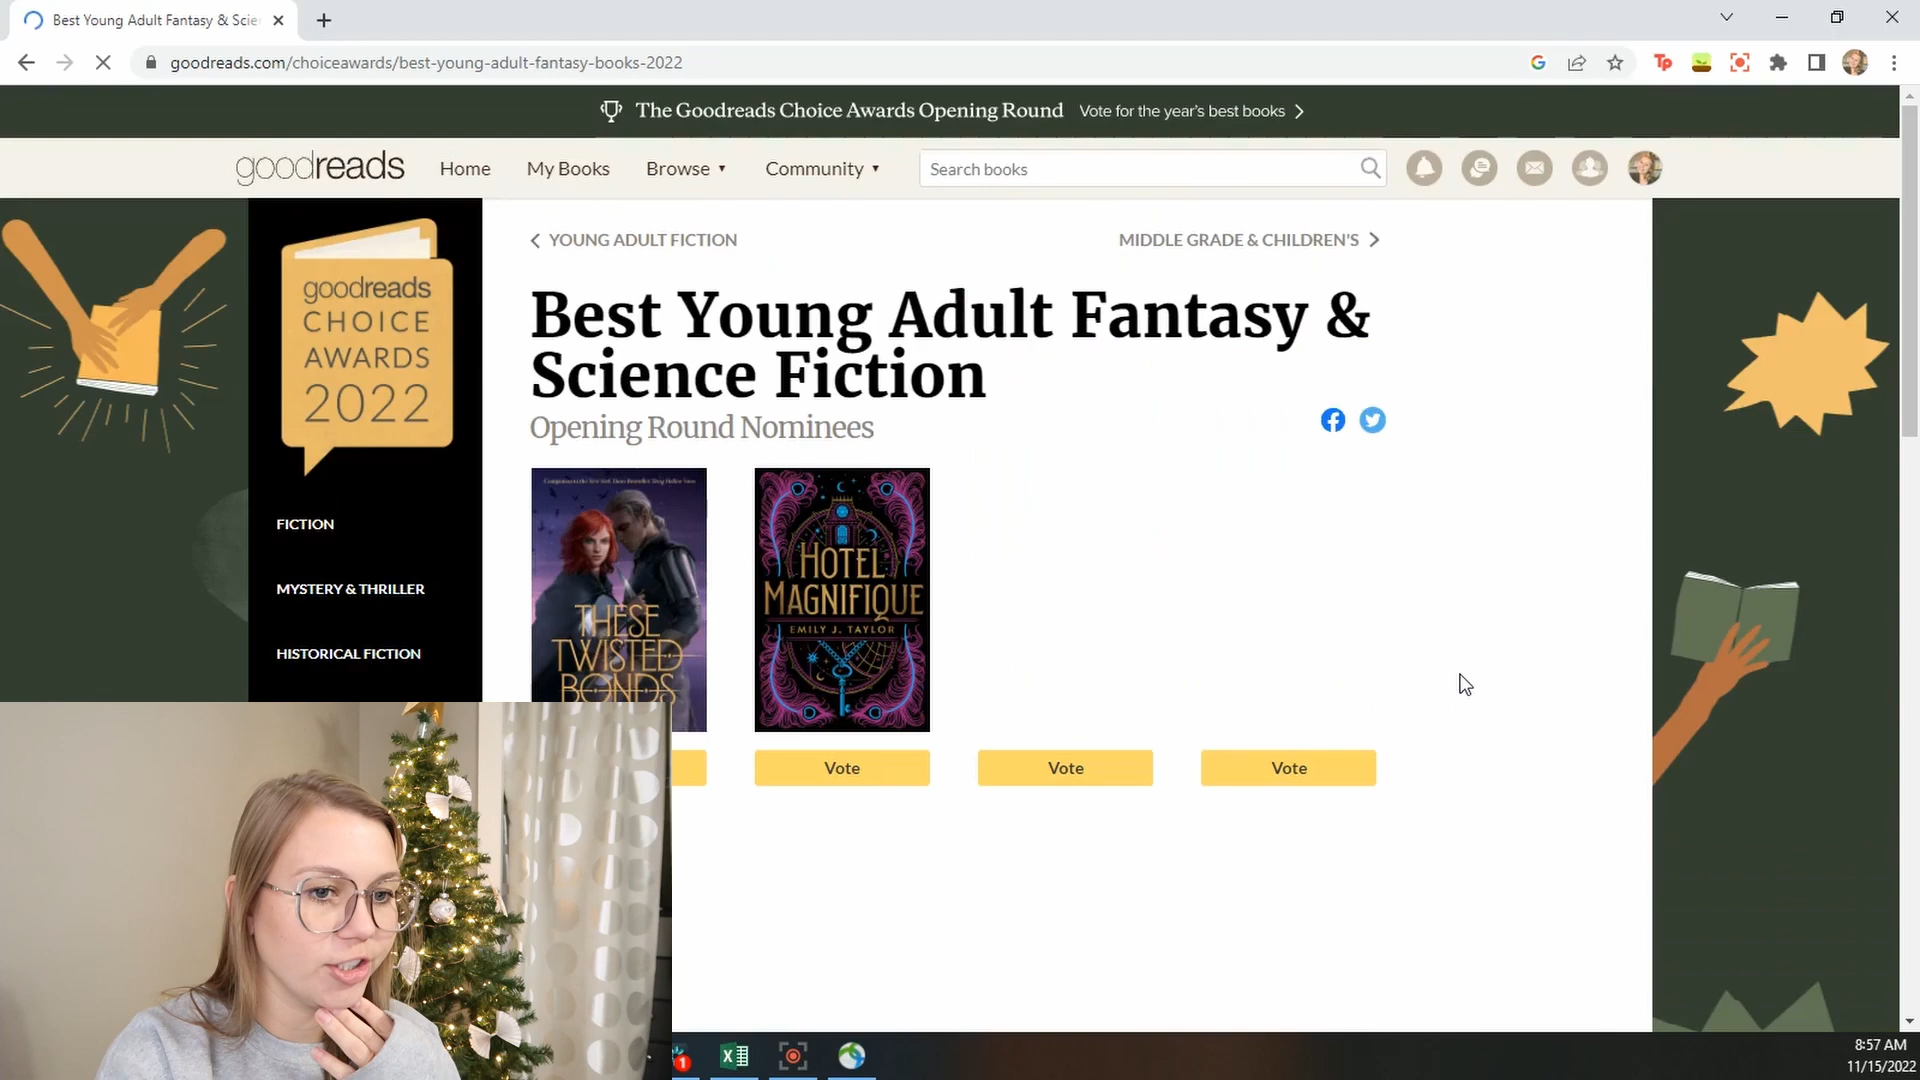 Best Young Adult Fantasy & Scie
goodreads.com/choiceawards/best-young-adult-fantasy-books-2022
The Goodreads Choice Awards Opening Round Vote for the year's best books
goodreads Home My Books Browse Community Search books
YOUNG ADULT FICTION MIDDLE GRADE & CHILDREN'S
goodreads
CHOICE
AWARDS
2022
Best Young Adult Fantasy &
Science Fiction
Opening Round Nominees
THESE
TWISTED
BONDS
HOTEL
MAGNIFIQUE
EMILY J. TAYLOR
FICTION
MYSTERY & THRILLER
HISTORICAL FICTION
Vote Vote Vote
8:57 AM
11/15/2022